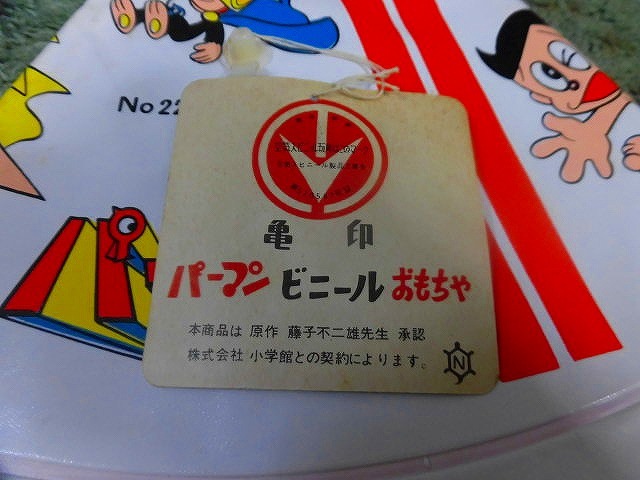 No22
亀印
パーマン ビニール おもちゃ
本商品は 原作 藤子不二雄先生 承認
株式会社 小学館との契約によります。
N